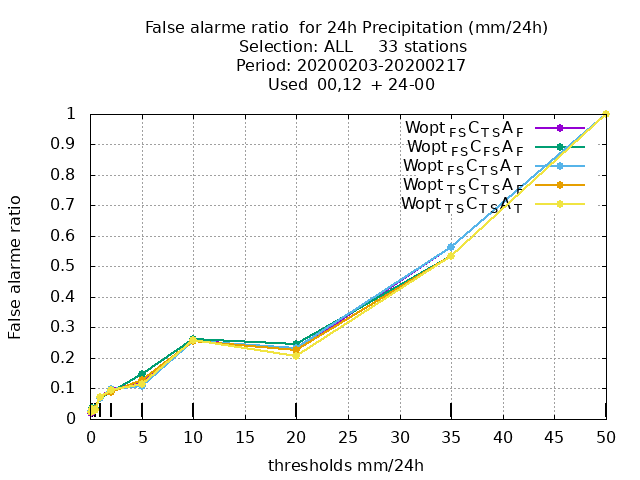 False alarme ratio  for 24h Precipitation (mm/24h)
Selection: ALL     33 stations
Period: 20200203-20200217
Used  00,12  + 24-00
False alarme ratio
1
0.9
0.8
0.7
0.6
0.5
0.4
0.3
0.2
0.1
0
Wopt FS C TS A F
Wopt FS C FS A F
Wopt FS C TS A T
Wopt TS C TS A F
Wopt TS C TS A T
0 5 10 15 20 25 30 35 40 45 50
thresholds mm/24h